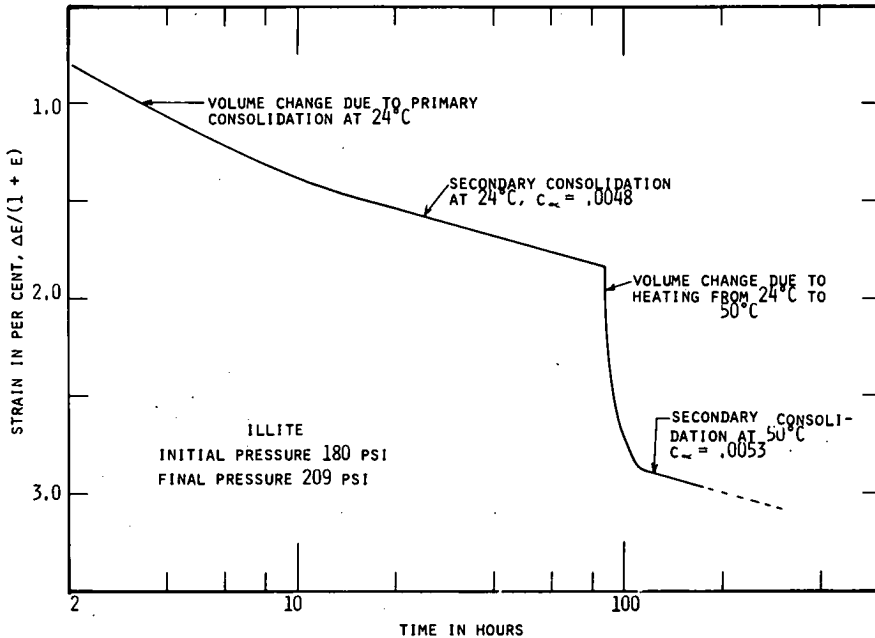 VOLUME CHANGE DUE TO PRIMARY
CONSOLIDATION AT 24°C
1.0
SECONDARY CONSOLIDATION
AT 24°C, C∝ = .0048
STRAIN IN PER CENT, ΔE/(1 + E)
VOLUME CHANGE DUE TO
HEATING FROM 24°C TO
50°C
2.0
SECONDARY CONSOLI-
DATION AT 50°C
C∝ = .0053
ILLITE
INITIAL PRESSURE 180 PSI
FINAL PRESSURE 209 PSI
3.0
2 10 100
TIME IN HOURS